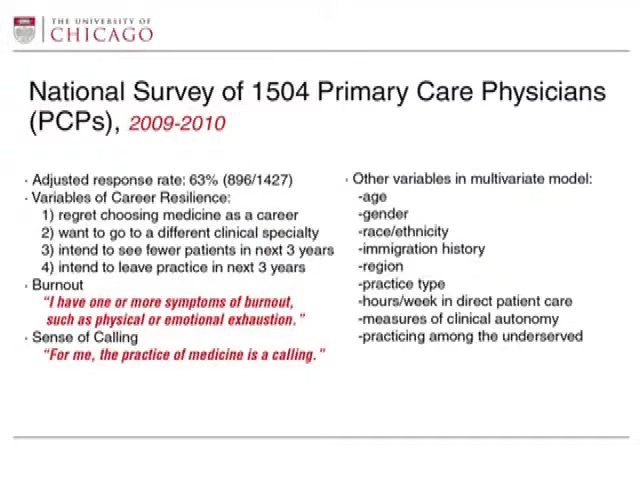 THE UNIVERSITY OF
CHICAGO
National Survey of 1504 Primary Care Physicians
(PCPs), 2009-2010
· Adjusted response rate: 63% (896/1427)
· Variables of Career Resilience:
1) regret choosing medicine as a career
2) want to go to a different clinical specialty
3) intend to see fewer patients in next 3 years
4) intend to leave practice in next 3 years
· Burnout
“I have one or more symptoms of burnout,
such as physical or emotional exhaustion.”
· Sense of Calling
“For me, the practice of medicine is a calling.”
· Other variables in multivariate model:
-age
-gender
-race/ethnicity
-immigration history
-region
-practice type
-hours/week in direct patient care
-measures of clinical autonomy
-practicing among the underserved